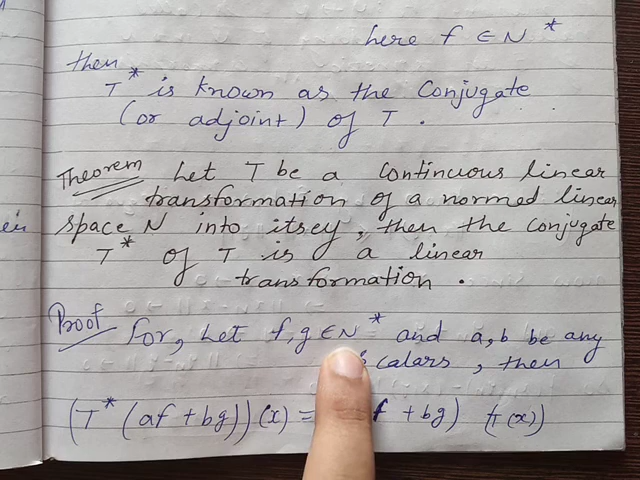 here f ∈ N*
then
T* is known as the Conjugate
(or adjoint) of T.
Theorem Let T be a continuous linear
transformation of a normed linear
space N into itsey, then the conjugate
T* of T is a linear
transformation.
Proof For, Let f, g ∈ N* and a, b be any
scalars, then
(T*(af + bg))(x) = f + bg) (T(x))